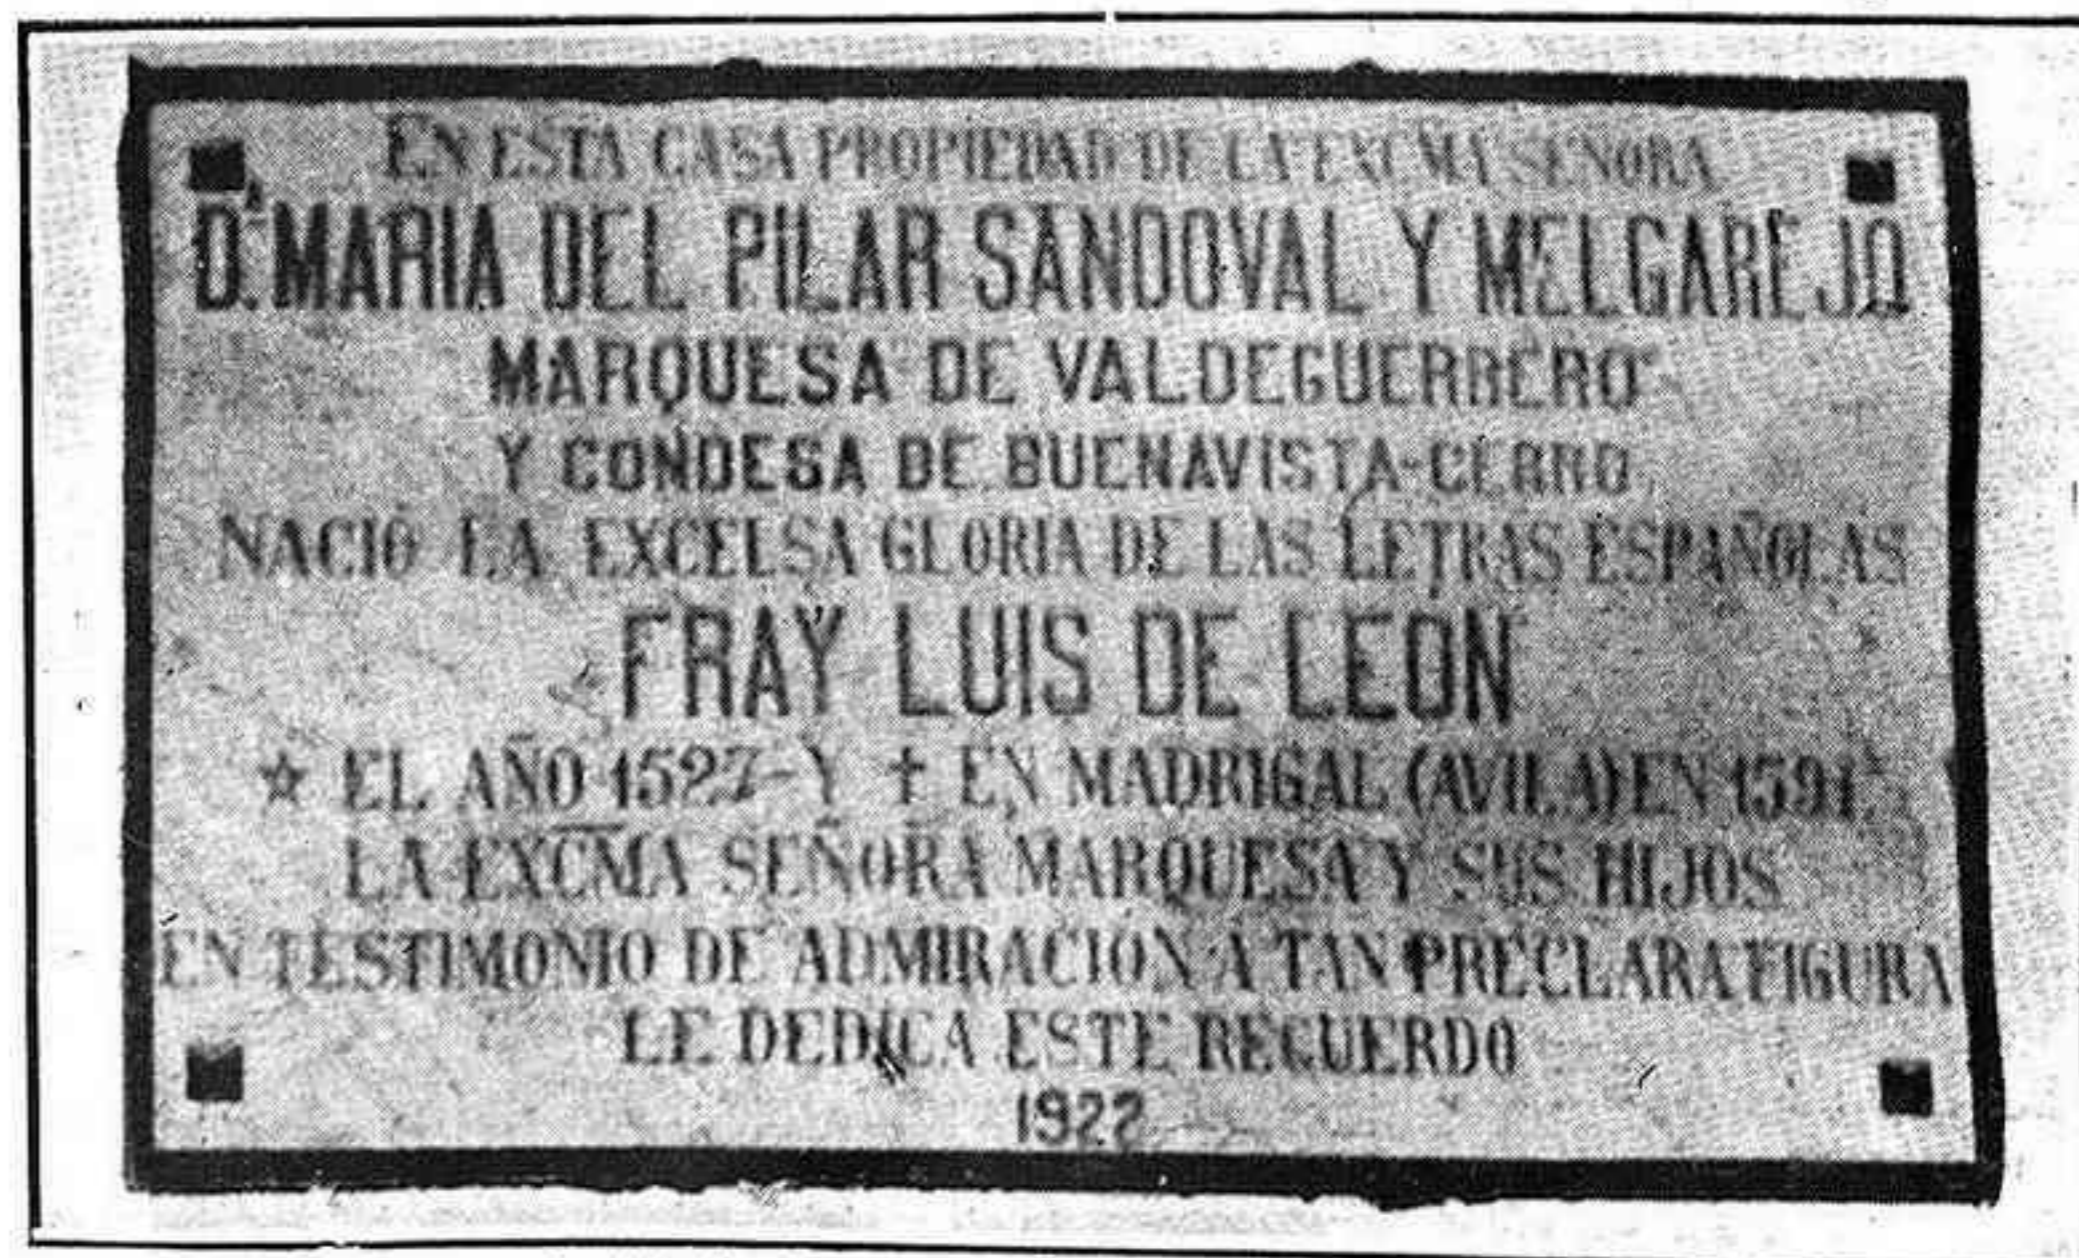 EN ESTA CASA PROPIEDAD DE LA EXCMA SEÑORA
D.ª MARIA DEL PILAR SANDOVAL Y MELGAREJO
MARQUESA DE VALDEGUERRERO
Y CONDESA DE BUENAVISTA-CERRO
NACIÓ LA EXCELSA GLORIA DE LAS LETRAS ESPAÑOLAS
FRAY LUIS DE LEON
☆ EL AÑO 1527-Y † EN MADRIGAL (AVILA) EN 1591
LA EXCMA SEÑORA MARQUESA Y SUS HIJOS
EN TESTIMONIO DE ADMIRACION A TAN PRECLARA FIGURA
LE DEDICA ESTE RECUERDO
1922